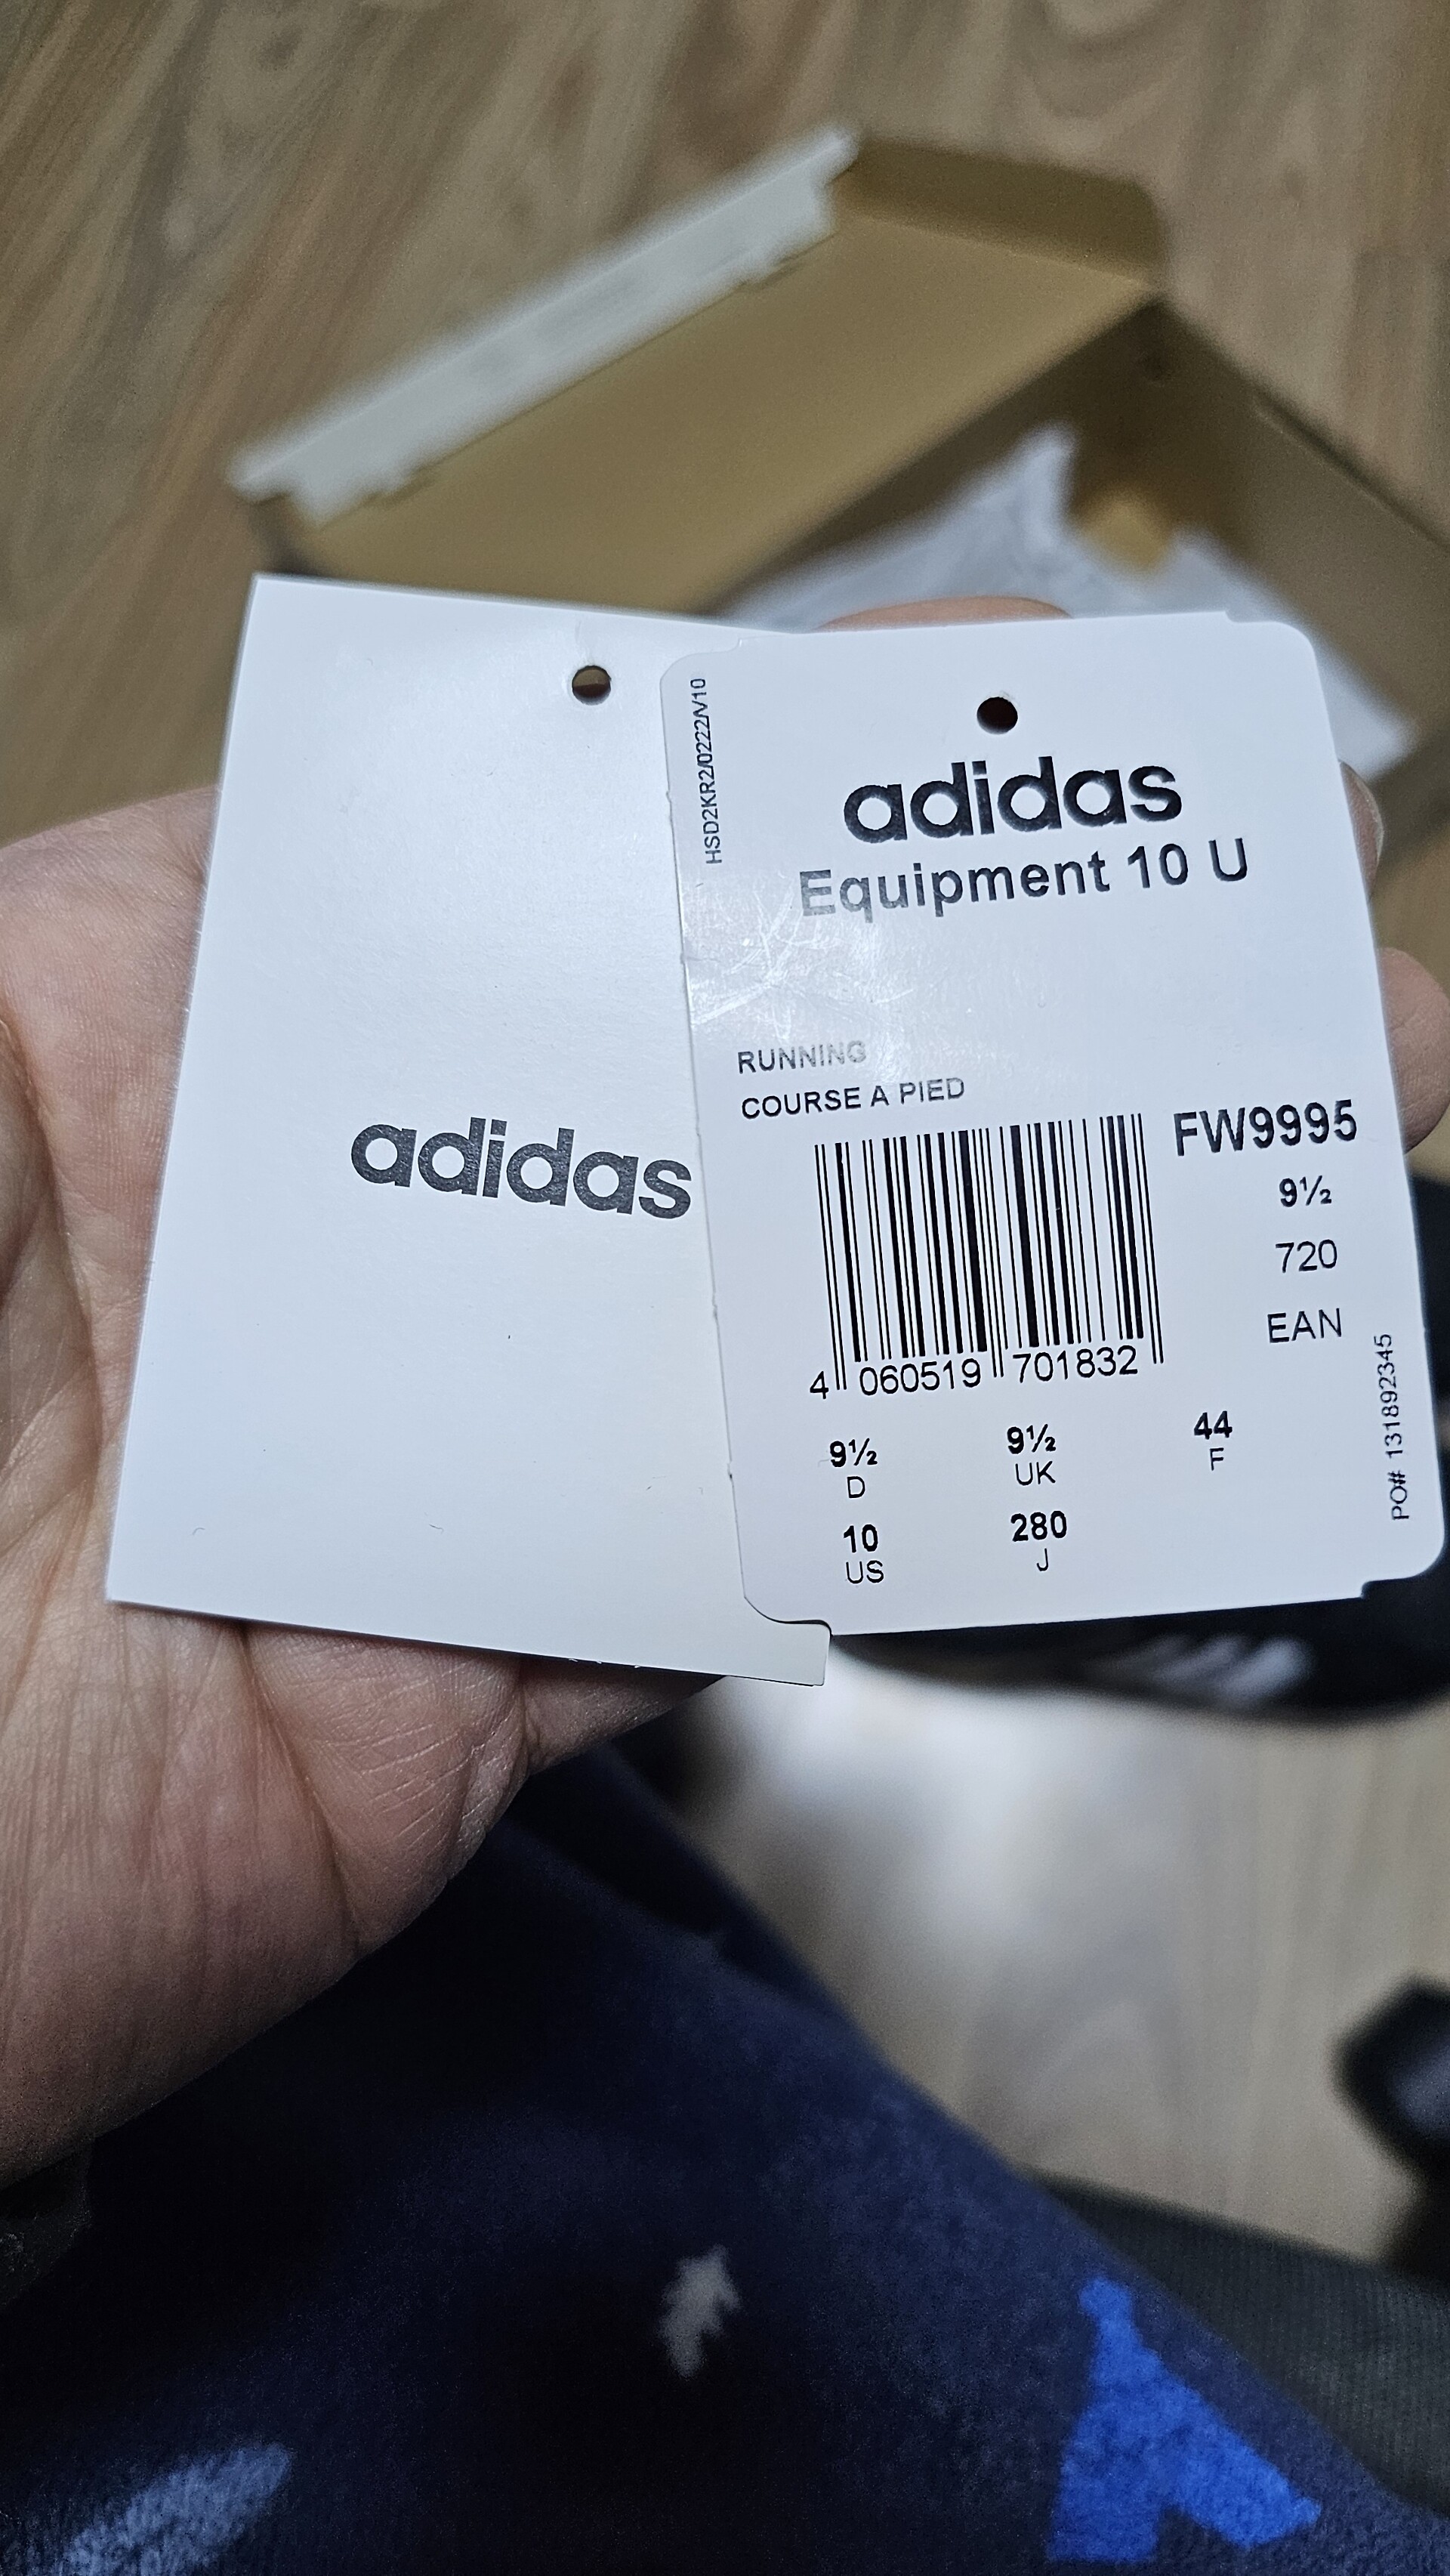 adidas
HSD2KR2/0222/V10
adidas
Equipment 10 U
RUNNING
COURSE A PIED
FW9995
9½
720
EAN
4 060519 701832
PO# 131892345
9½ 9½ 44
D UK F
10 280
US J